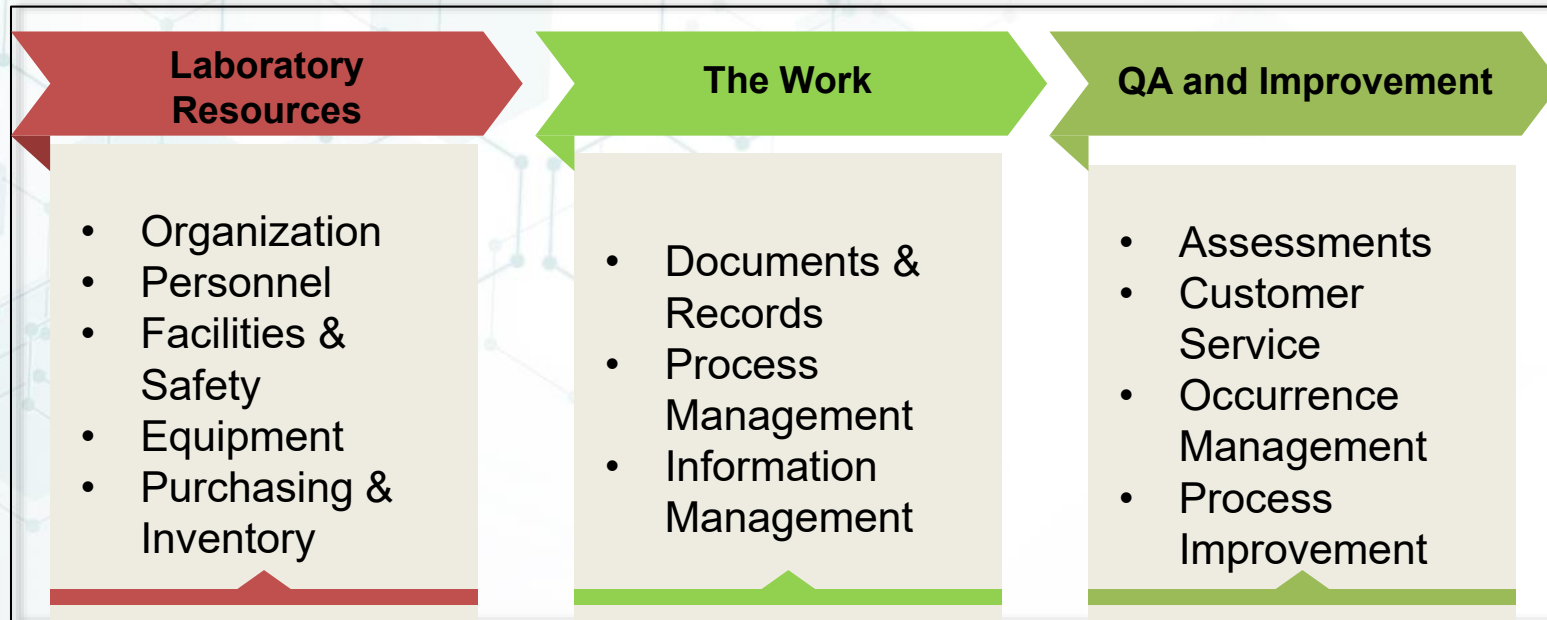 Laboratory
Resources
• Organization
• Personnel
• Facilities &
Safety
• Equipment
• Purchasing &
Inventory
The Work
• Documents &
Records
• Process
Management
• Information
Management
QA and Improvement
• Assessments
• Customer
Service
• Occurrence
Management
• Process
Improvement